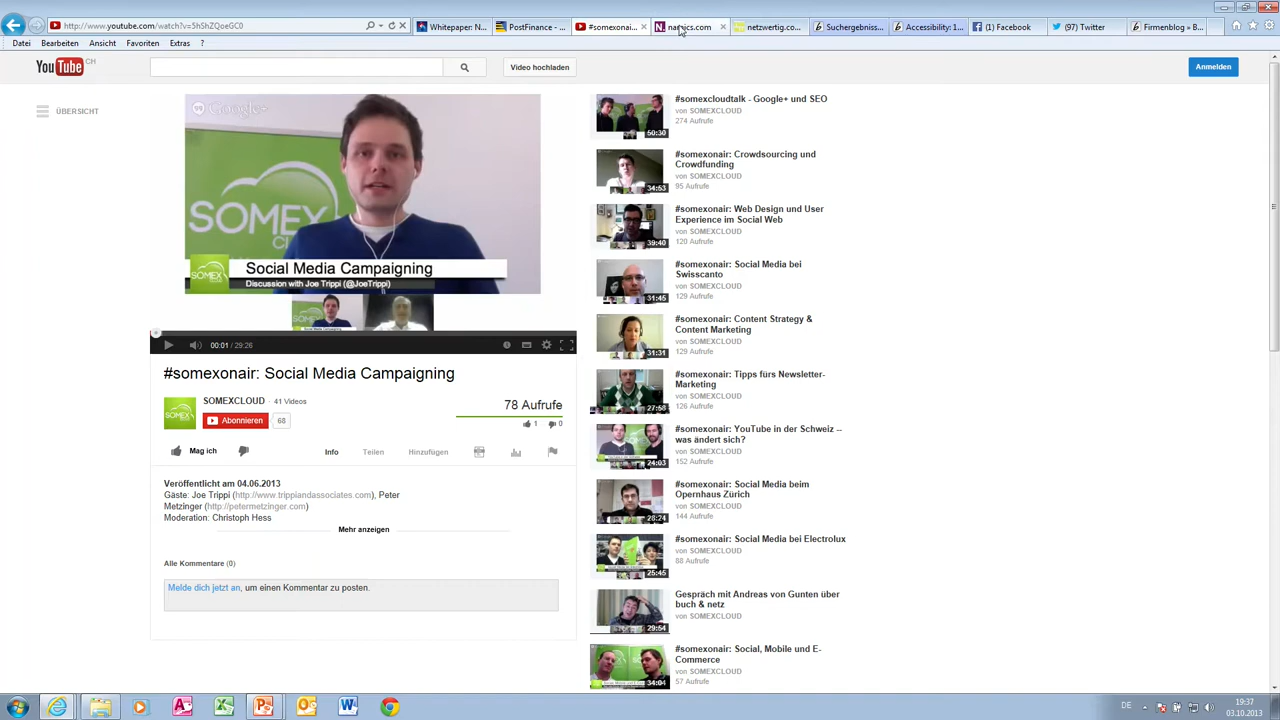 http://www.youtube.com/watch?v=5hShZQoeGC0
Whitepaper: N...
PostFinance - ...
#somexonai...
namics.com
netzwertig.co...
Suchergebniss...
Accessibility: 1...
(1) Facebook
(97) Twitter
Firmenblog » B...
Datei Bearbeiten Ansicht Favoriten Extras ?
YouTube CH
Video hochladen
Anmelden
ÜBERSICHT
Google+
SOMEX
SOMEX
Social Media Campaigning
Discussion with Joe Trippi (@JoeTrippi)
00:01 / 29:26
#somexonair: Social Media Campaigning
SOMEX
SOMEXCLOUD · 41 Videos
Abonnieren 68
78 Aufrufe
1 0
Mag ich
Info Teilen Hinzufügen
Veröffentlicht am 04.06.2013
Gäste: Joe Trippi (http://www.trippiandassociates.com), Peter
Metzinger (http://petermetzinger.com)
Moderation: Christoph Hess
Mehr anzeigen
Alle Kommentare (0)
Melde dich jetzt an, um einen Kommentar zu posten.
50:30
#somexcloudtalk - Google+ und SEO
von SOMEXCLOUD
274 Aufrufe
34:53
#somexonair: Crowdsourcing und
Crowdfunding
von SOMEXCLOUD
95 Aufrufe
39:40
#somexonair: Web Design und User
Experience im Social Web
von SOMEXCLOUD
120 Aufrufe
31:45
#somexonair: Social Media bei
Swisscanto
von SOMEXCLOUD
129 Aufrufe
31:31
#somexonair: Content Strategy &
Content Marketing
von SOMEXCLOUD
129 Aufrufe
27:58
#somexonair: Tipps fürs Newsletter-
Marketing
von SOMEXCLOUD
126 Aufrufe
24:03
#somexonair: YouTube in der Schweiz --
was ändert sich?
von SOMEXCLOUD
152 Aufrufe
28:24
#somexonair: Social Media beim
Opernhaus Zürich
von SOMEXCLOUD
144 Aufrufe
25:45
#somexonair: Social Media bei Electrolux
von SOMEXCLOUD
88 Aufrufe
29:54
Gespräch mit Andreas von Gunten über
buch & netz
von SOMEXCLOUD
34:04
#somexonair: Social, Mobile und E-
Commerce
von SOMEXCLOUD
57 Aufrufe
DE
19:37
03.10.2013